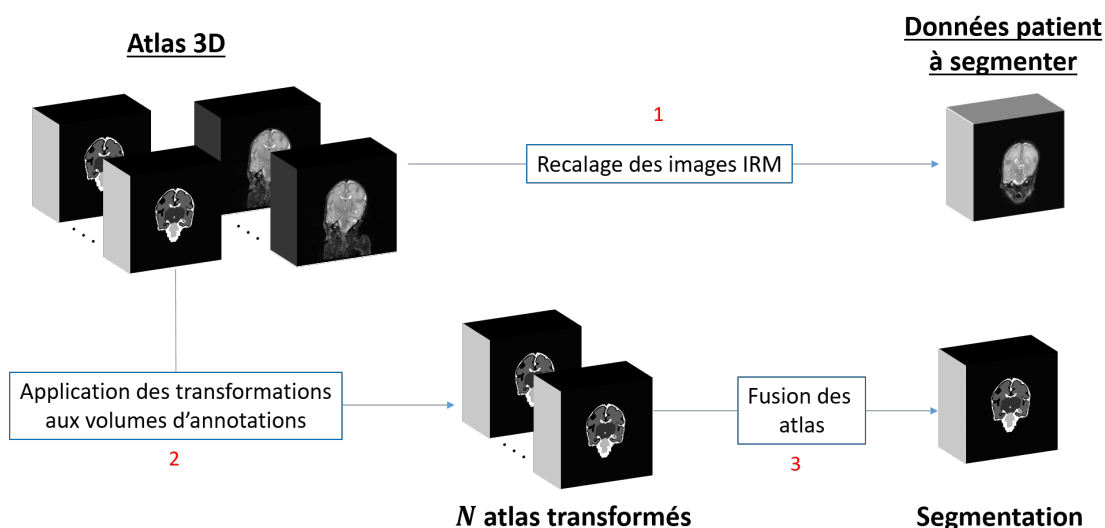 Atlas 3D
Données patient
à segmenter
1
Recalage des images IRM
Application des transformations
aux volumes d’annotations
2
Fusion des
atlas
3
N atlas transformés
Segmentation